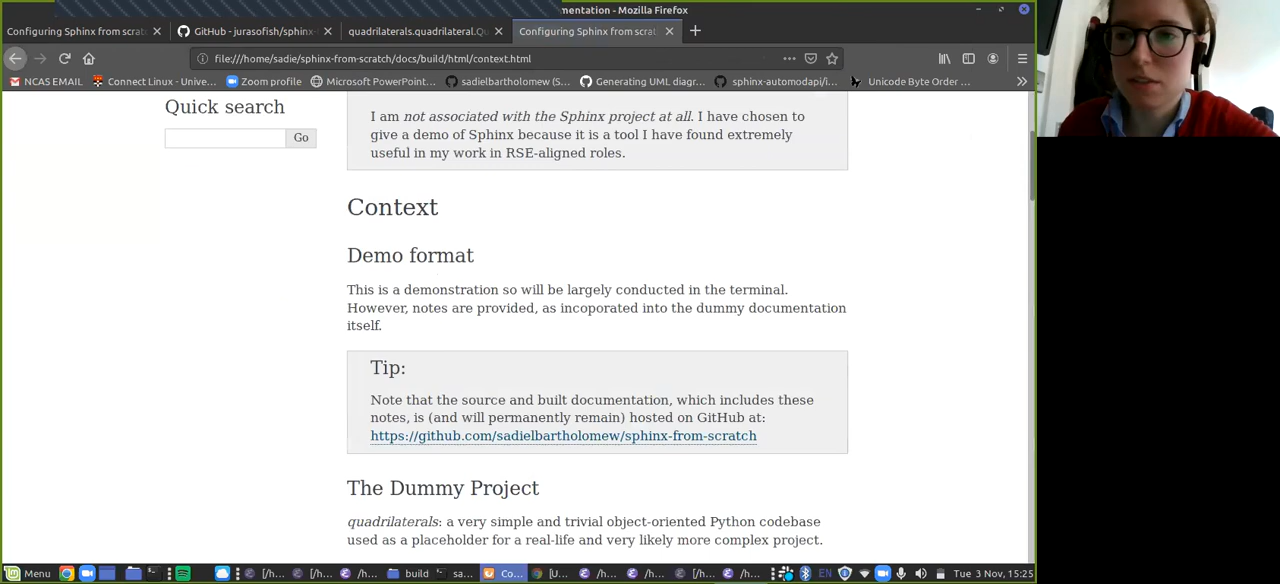 mentation - Mozilla Firefox
Configuring Sphinx from scratc
GitHub - jurasofish/sphinx-
quadrilaterals.quadrilateral.Qu
Configuring Sphinx from scrat
file:///home/sadie/sphinx-from-scratch/docs/build/html/context.html
NCAS EMAIL
Connect Linux - Unive...
Zoom profile
Microsoft PowerPoint...
sadielbartholomew (S...
Generating UML diagr...
sphinx-automodapi/i...
Unicode Byte Order ...
Quick search
Go
I am not associated with the Sphinx project at all. I have chosen to
give a demo of Sphinx because it is a tool I have found extremely
useful in my work in RSE-aligned roles.
Context
Demo format
This is a demonstration so will be largely conducted in the terminal.
However, notes are provided, as incoporated into the dummy documentation
itself.
Tip:
Note that the source and built documentation, which includes these
notes, is (and will permanently remain) hosted on GitHub at:
https://github.com/sadielbartholomew/sphinx-from-scratch
The Dummy Project
quadrilaterals: a very simple and trivial object-oriented Python codebase
used as a placeholder for a real-life and very likely more complex project.
Menu
[/h...
[/h...
/h...
build
sa...
Co...
[U...
/h...
/h...
[/h...
/h...
EN
Tue 3 Nov, 15:25